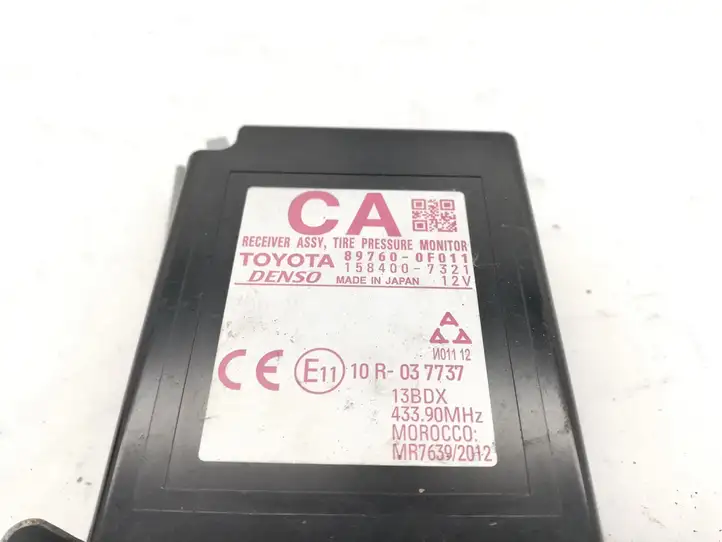 CA
RECEIVER ASSY, TIRE PRESSURE MONITOR
TOYOTA 89760-0F011
DENSO 158400-7321
MADE IN JAPAN 12V
A
И011 12
CE E11 10 R- 03 7737
13BDX
433.90MHz
MOROCCO:
MR7639/2012